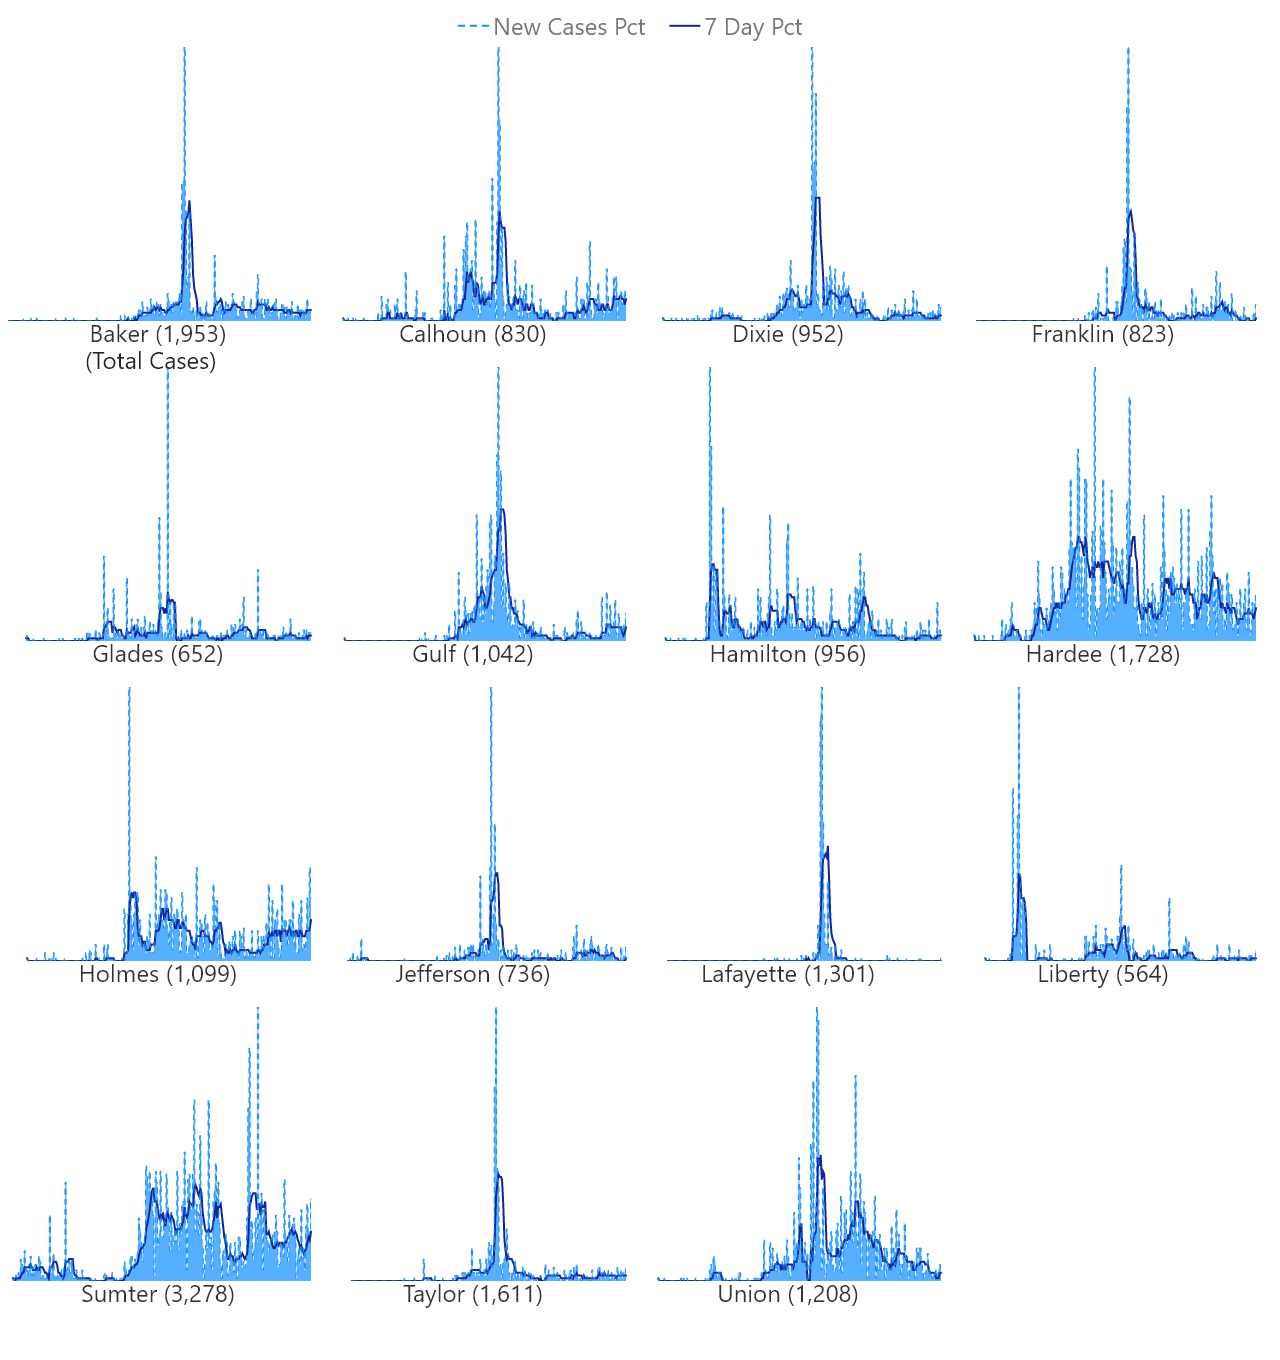 New Cases Pct 7 Day Pct
Baker (1,953) Calhoun (830) Dixie (952) Franklin (823)
(Total Cases)
Glades (652) Gulf (1,042) Hamilton (956) Hardee (1,728)
Holmes (1,099) Jefferson (736) Lafayette (1,301) Liberty (564)
Sumter (3,278) Taylor (1,611) Union (1,208)